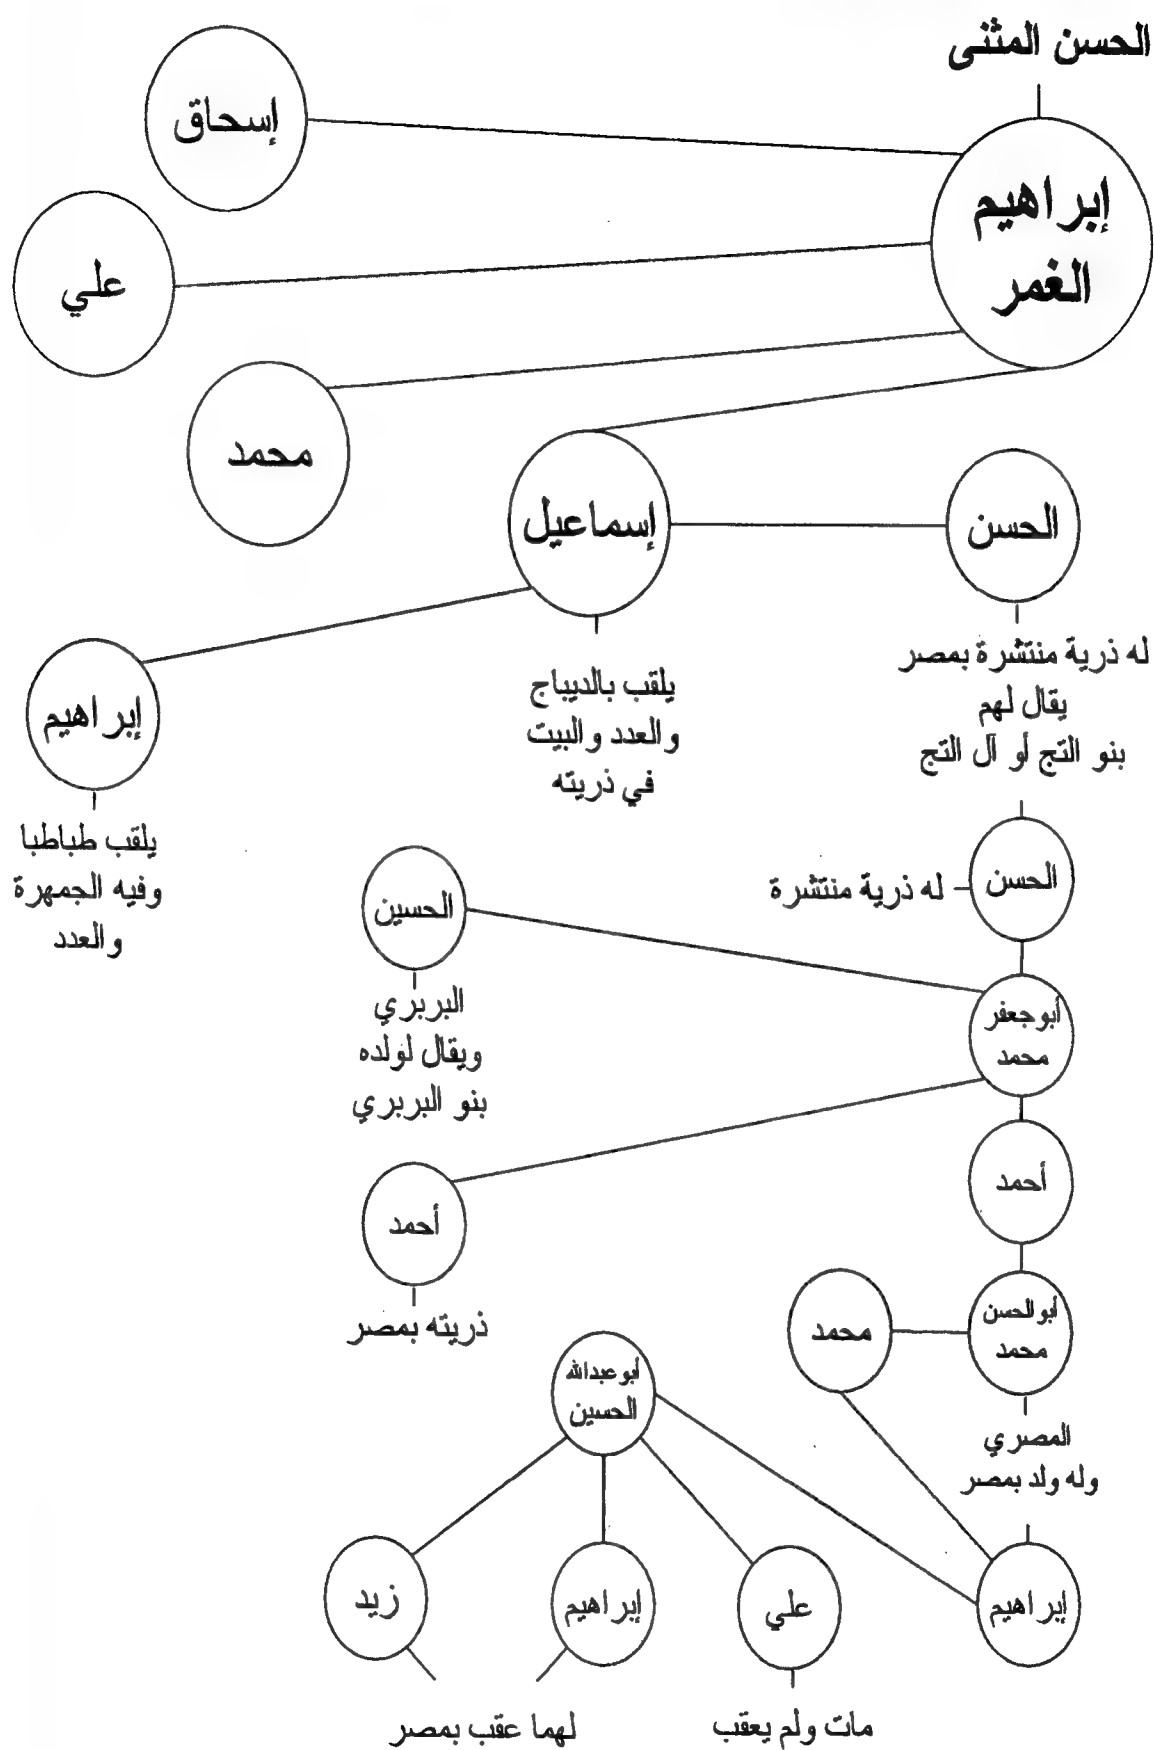 الحسن المثنى
إبراهيم
الغمر
إسحاق
علي
محمد
إسماعيل
يلقب بالديباج
والعدد والبيت
في ذريته
الحسن
له ذرية منتشرة بمصر
يقال لهم
بنو التج أو آل التج
إبراهيم
يلقب طباطبا
وفيه الجمهرة
والعدد
الحسن
له ذرية منتشرة
أبوجعفر
محمد
الحسين
البربري
ويقال لولده
بنو البربري
أحمد
ذريته بمصر
أحمد
أبوالحسن
محمد
المصري
وله ولد بمصر
محمد
إبراهيم
أبوعبدالله
الحسين
علي
مات ولم يعقب
إبراهيم
زيد
لهما عقب بمصر